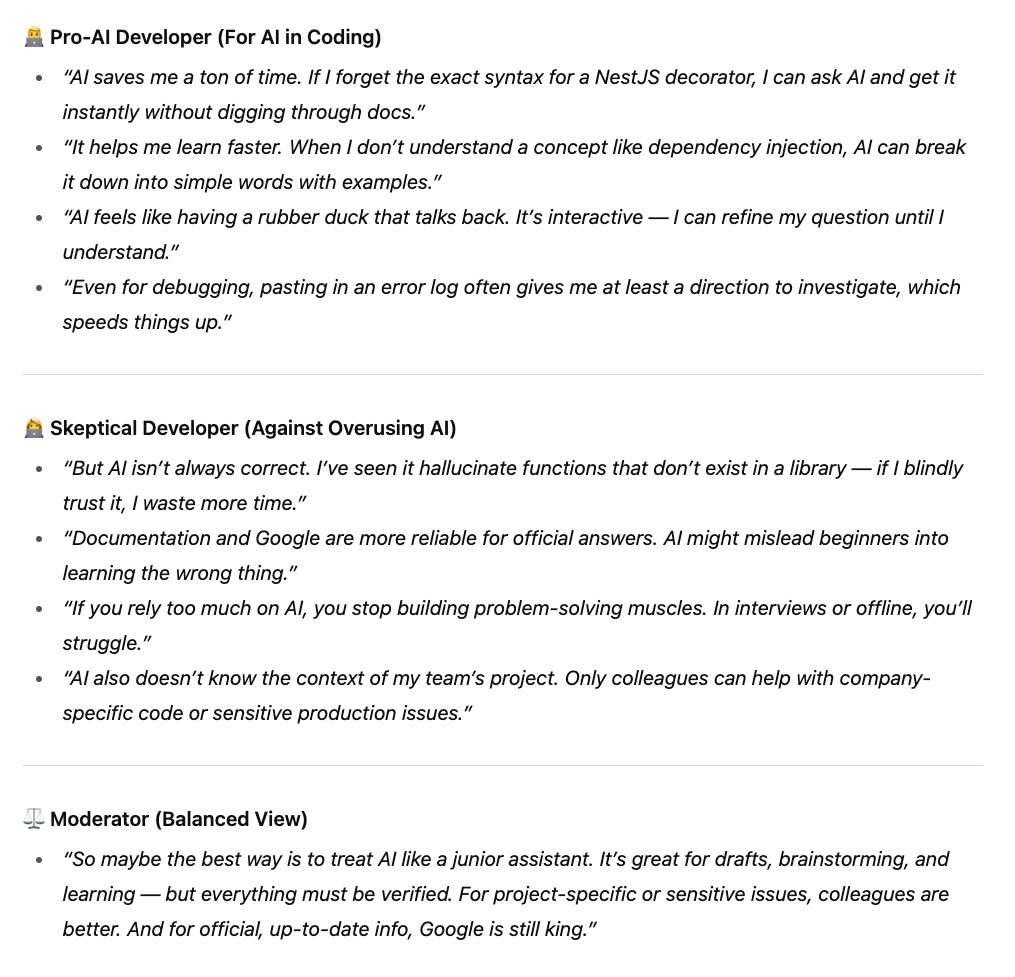 👨‍💻 Pro-AI Developer (For AI in Coding)
• “AI saves me a ton of time. If I forget the exact syntax for a NestJS decorator, I can ask AI and get it
instantly without digging through docs.”
• “It helps me learn faster. When I don’t understand a concept like dependency injection, AI can break
it down into simple words with examples.”
• “AI feels like having a rubber duck that talks back. It’s interactive — I can refine my question until I
understand.”
• “Even for debugging, pasting in an error log often gives me at least a direction to investigate, which
speeds things up.”
👩‍💻 Skeptical Developer (Against Overusing AI)
• “But AI isn’t always correct. I’ve seen it hallucinate functions that don’t exist in a library — if I blindly
trust it, I waste more time.”
• “Documentation and Google are more reliable for official answers. AI might mislead beginners into
learning the wrong thing.”
• “If you rely too much on AI, you stop building problem-solving muscles. In interviews or offline, you’ll
struggle.”
• “AI also doesn’t know the context of my team’s project. Only colleagues can help with company-
specific code or sensitive production issues.”
⚖️ Moderator (Balanced View)
• “So maybe the best way is to treat AI like a junior assistant. It’s great for drafts, brainstorming, and
learning — but everything must be verified. For project-specific or sensitive issues, colleagues are
better. And for official, up-to-date info, Google is still king.”